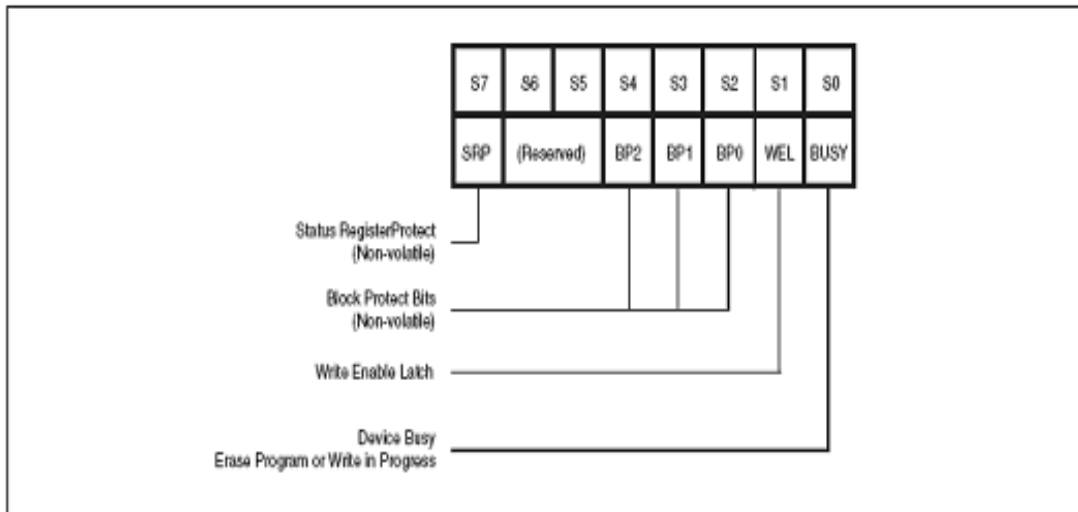 S7 S6 S5 S4 S3 S2 S1 S0
SRP (Reserved) BP2 BP1 BP0 WEL BUSY
Status RegisterProtect
(Non-volatile)
Block Protect Bits
(Non-volatile)
Write Enable Latch
Device Busy
Erase Program or Write in Progress